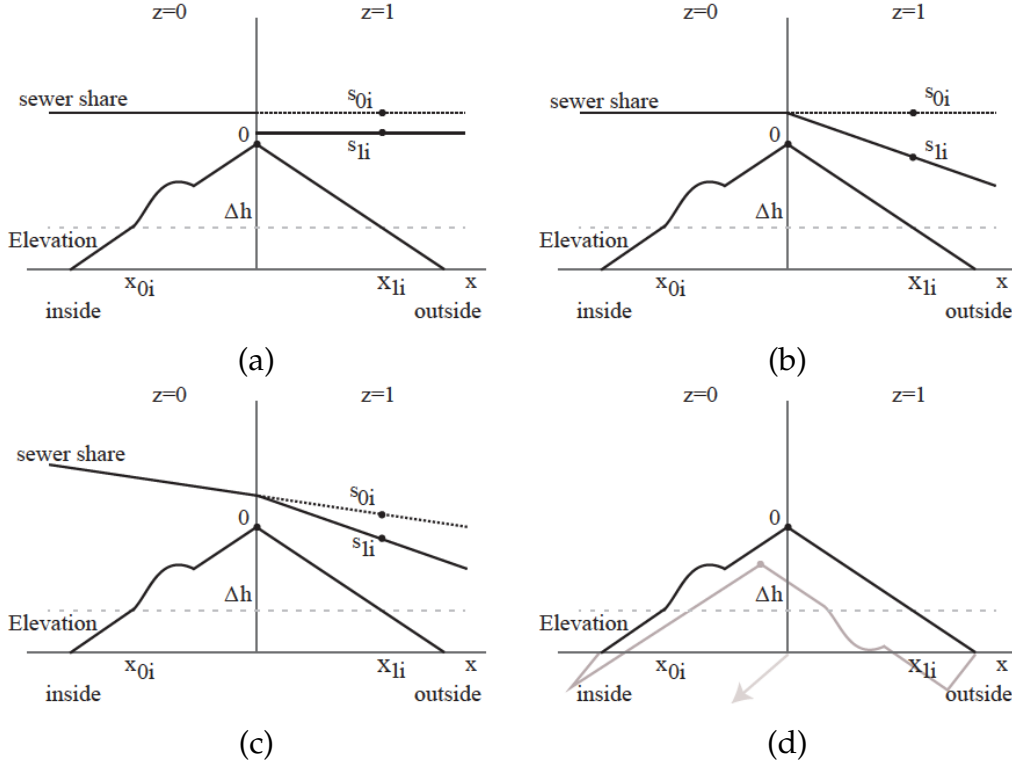 z=0 z=1
sewer share
s0i
0
s1i
Δh
Elevation
x0i x1i x
inside outside
(a)
z=0 z=1
sewer share
s0i
0
s1i
Δh
Elevation
x0i x1i x
inside outside
(b)
z=0 z=1
sewer share
s0i
0
s1i
Δh
Elevation
x0i x1i x
inside outside
(c)
z=0 z=1
0
Δh
Elevation
x0i x1i x
inside outside
(d)